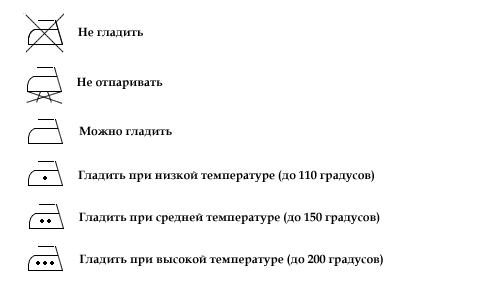 Не гладить
Не отпаривать
Можно гладить
Гладить при низкой температуре (до 110 градусов)
Гладить при средней температуре (до 150 градусов)
Гладить при высокой температуре (до 200 градусов)